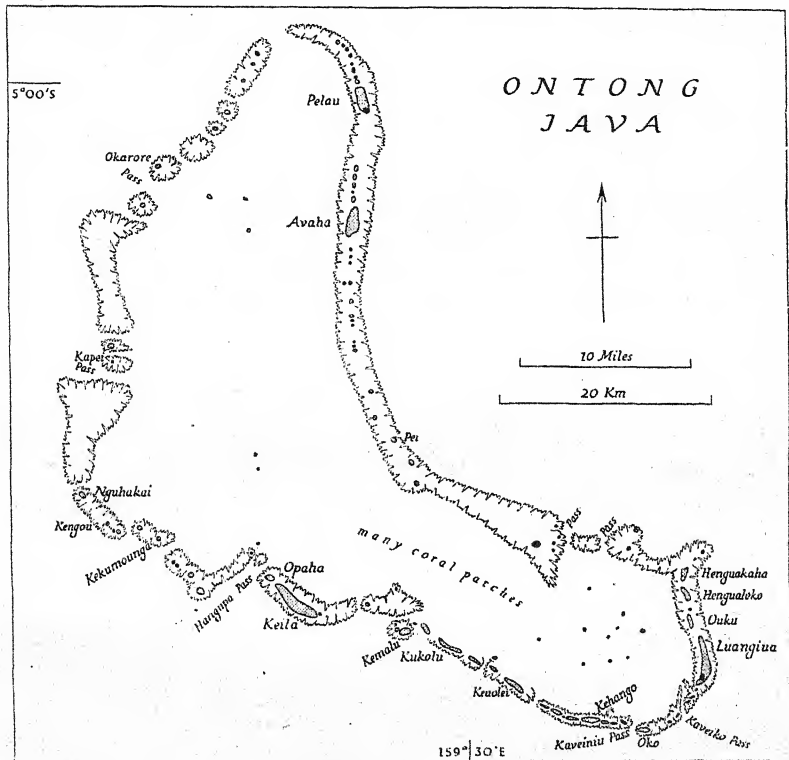 ONTONG
JAVA
5°00'S
Pelau
Okarore
Pass
Avaha
10 Miles
20 Km
Kapei
Pass
Pei
Nguhakai
Kengou
Kekumounga
Hangupa Pass
Opaha
Keila
many coral patches
Pass
Pass
Henguakaha
Hengualoko
Ouku
Luangiua
Kemalu
Kukolu
Keuolei
Kehango
Kaveiniu Pass
Oko
Kaveiko Pass
159° 30'E